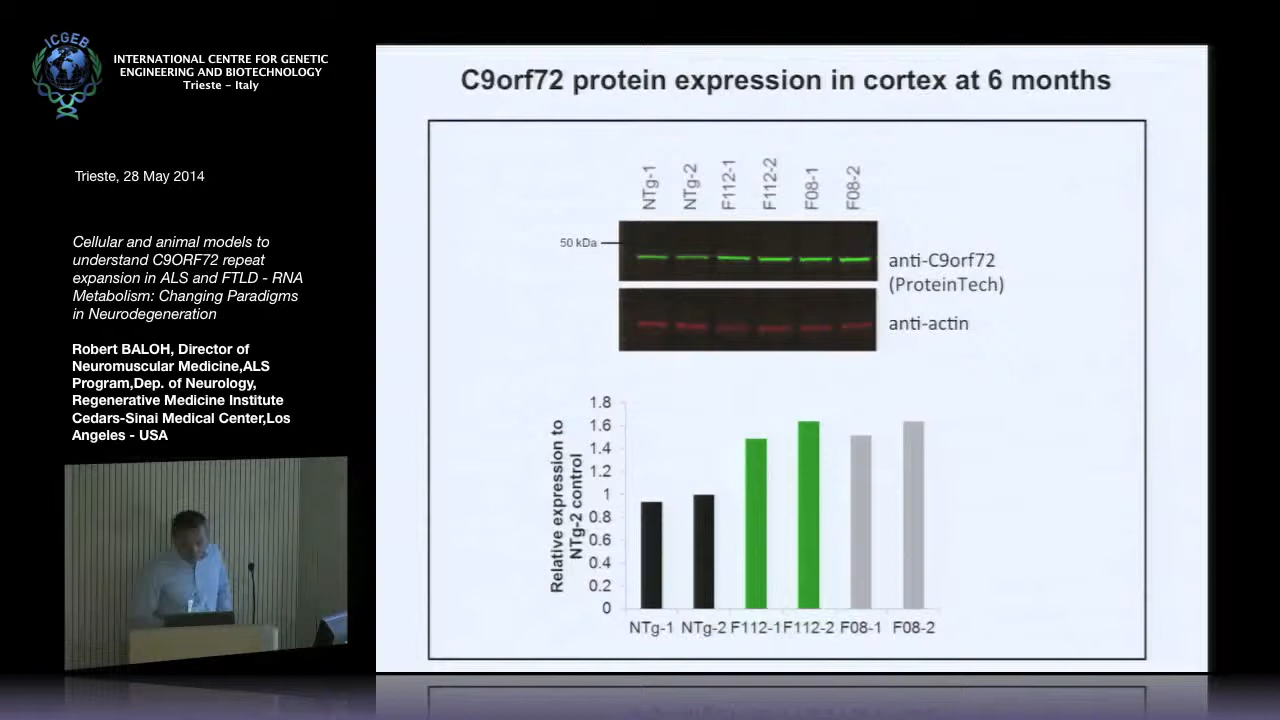 ICGEB
INTERNATIONAL CENTRE FOR GENETIC
ENGINEERING AND BIOTECHNOLOGY
Trieste - Italy
Trieste, 28 May 2014
Cellular and animal models to
understand C9ORF72 repeat
expansion in ALS and FTLD - RNA
Metabolism: Changing Paradigms
in Neurodegeneration
Robert BALOH, Director of
Neuromuscular Medicine,ALS
Program,Dep. of Neurology,
Regenerative Medicine Institute
Cedars-Sinai Medical Center,Los
Angeles - USA
C9orf72 protein expression in cortex at 6 months
NTg-1
NTg-2
F112-1
F112-2
F08-1
F08-2
50 kDa
anti-C9orf72
(ProteinTech)
anti-actin
Relative expression to
NTg-2 control
1.8
1.6
1.4
1.2
1
0.8
0.6
0.4
0.2
0
NTg-1 NTg-2 F112-1 F112-2 F08-1 F08-2